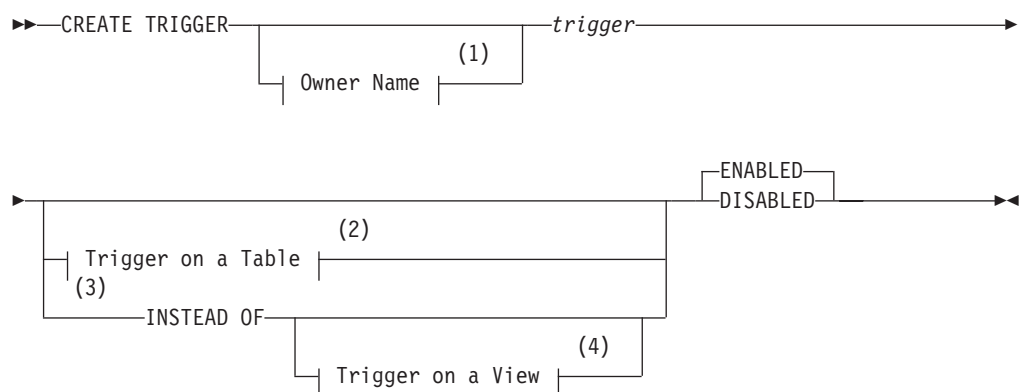 CREATE TRIGGER trigger
(1)
Owner Name
ENABLED
DISABLED
(2)
Trigger on a Table
(3)
INSTEAD OF
(4)
Trigger on a View